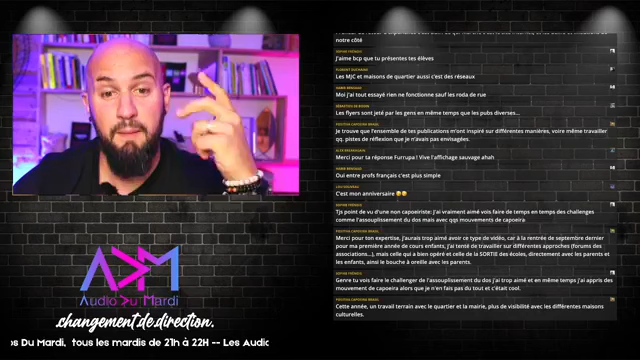 notre côté
J'aime bcp que tu présentes tes élèves
Les MJC et maisons de quartier aussi c'est des réseaux
Moi j'ai tout essayé rien ne fonctionne sauf les roda de rue
Les flyers sont jeté par les gens en même temps que les pubs diverses...
Je trouve que l'ensemble de tes publications m'ont inspiré sur différentes manières, voire même travailler
qq. pistes de réflexion que je n'avais pas envisagées.
Merci pour ta réponse Furrupa ! Vive l'affichage sauvage ahah
Oui entre profs français c'est plus simple
C'est mon anniversaire
Tjs point de vu d'une non capoeiriste: J'ai vraiment aimé vois faire de temps en temps des challenges
comme l'assouplissement du dos mais avec qqs mouvements de capoeira
Merci pour ton expertise, j'aurais trop aimé avoir ce type de vidéo, car à la rentrée de septembre dernier
pour ma première année de cours enfants, j'ai tenté de travailler sur différentes approches (forums des
associations...), mais celle qui a bien opéré et celle de la SORTIE des écoles, directement avec les parents et
les enfants, ainsi le bouche à oreille avec les parents.
Genre tu vois faire le challenger de l'assouplissement du dos j'ai trop aimé et en même temps j'ai appris des
mouvement de capoeira alors que je n'en fais pas du tout et c'était cool.
Cette année, un travail terrain avec le quartier et la mairie, plus de visibilité avec les différentes maisons
culturelles.
ADM
Audio Du Mardi
.changement.de.direction.
os Du Mardi, tous les mardis de 21h à 22H -- Les Audio